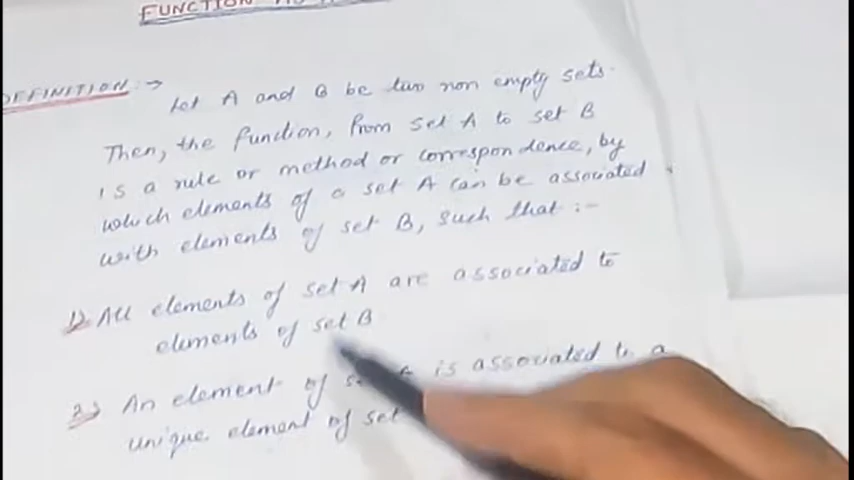 FUNCTION
DEFINITION :→
Let A and B be two non empty sets.
Then, the function, from set A to set B
is a rule or method or correspondence, by
which elements of a set A can be associated
with elements of set B, such that :-
1) All elements of set A are associated to
elements of set B
2) An element of set A is associated to a
unique element of set